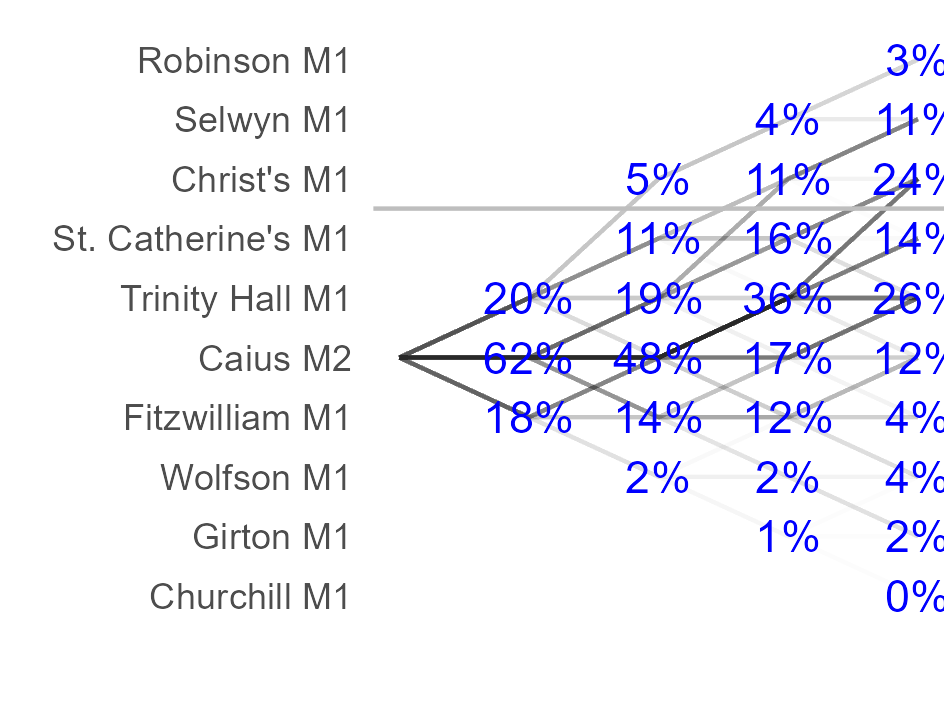 Robinson M1 3%
Selwyn M1 4% 11%
Christ's M1 5% 11% 24%
St. Catherine's M1 11% 16% 14%
Trinity Hall M1 20% 19% 36% 26%
Caius M2 62% 48% 17% 12%
Fitzwilliam M1 18% 14% 12% 4%
Wolfson M1 2% 2% 4%
Girton M1 1% 2%
Churchill M1 0%